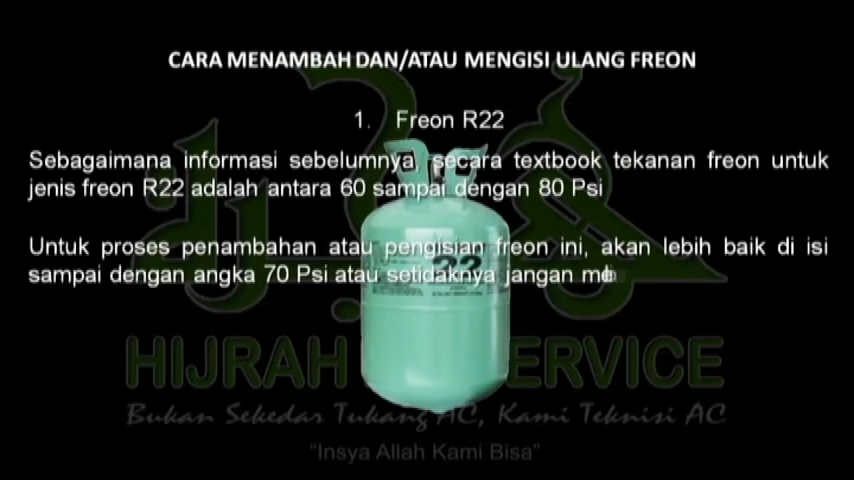 CARA MENAMBAH DAN/ATAU MENGISI ULANG FREON
1. Freon R22
Sebagaimana informasi sebelumnya, secara textbook tekanan freon untuk
jenis freon R22 adalah antara 60 sampai dengan 80 Psi
Untuk proses penambahan atau pengisian freon ini, akan lebih baik di isi
sampai dengan angka 70 Psi atau setidaknya jangan
22
HIJRAH SERVICE
Bukan Sekedar Tukang AC, Kami Teknisi AC
"Insya Allah Kami Bisa"